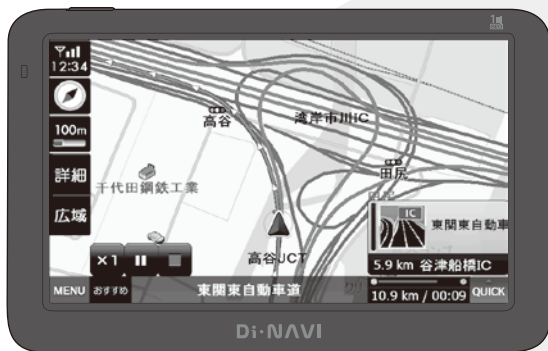 12:34
100m
詳細
広域
高谷
湾岸市川IC
田尻
千代田鋼鉄工業
高谷JCT
×1
IC
東関東自動車
5.9 km 谷津船橋IC
MENU
おすすめ
東関東自動車道
10.9 km / 00:09
QUICK
Di-NAVI